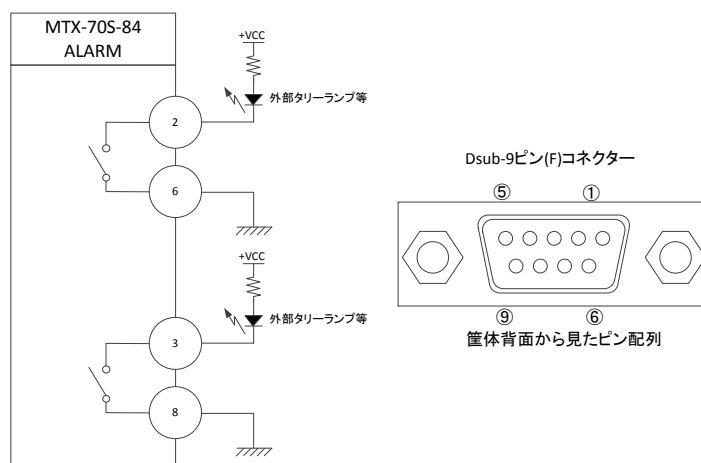 MTX-70S-84
ALARM
+VCC
外部タリーランプ等
2
6
+VCC
外部タリーランプ等
3
8
Dsub-9ピン(F)コネクター
⑤ ①
⑨ ⑥
筐体背面から見たピン配列